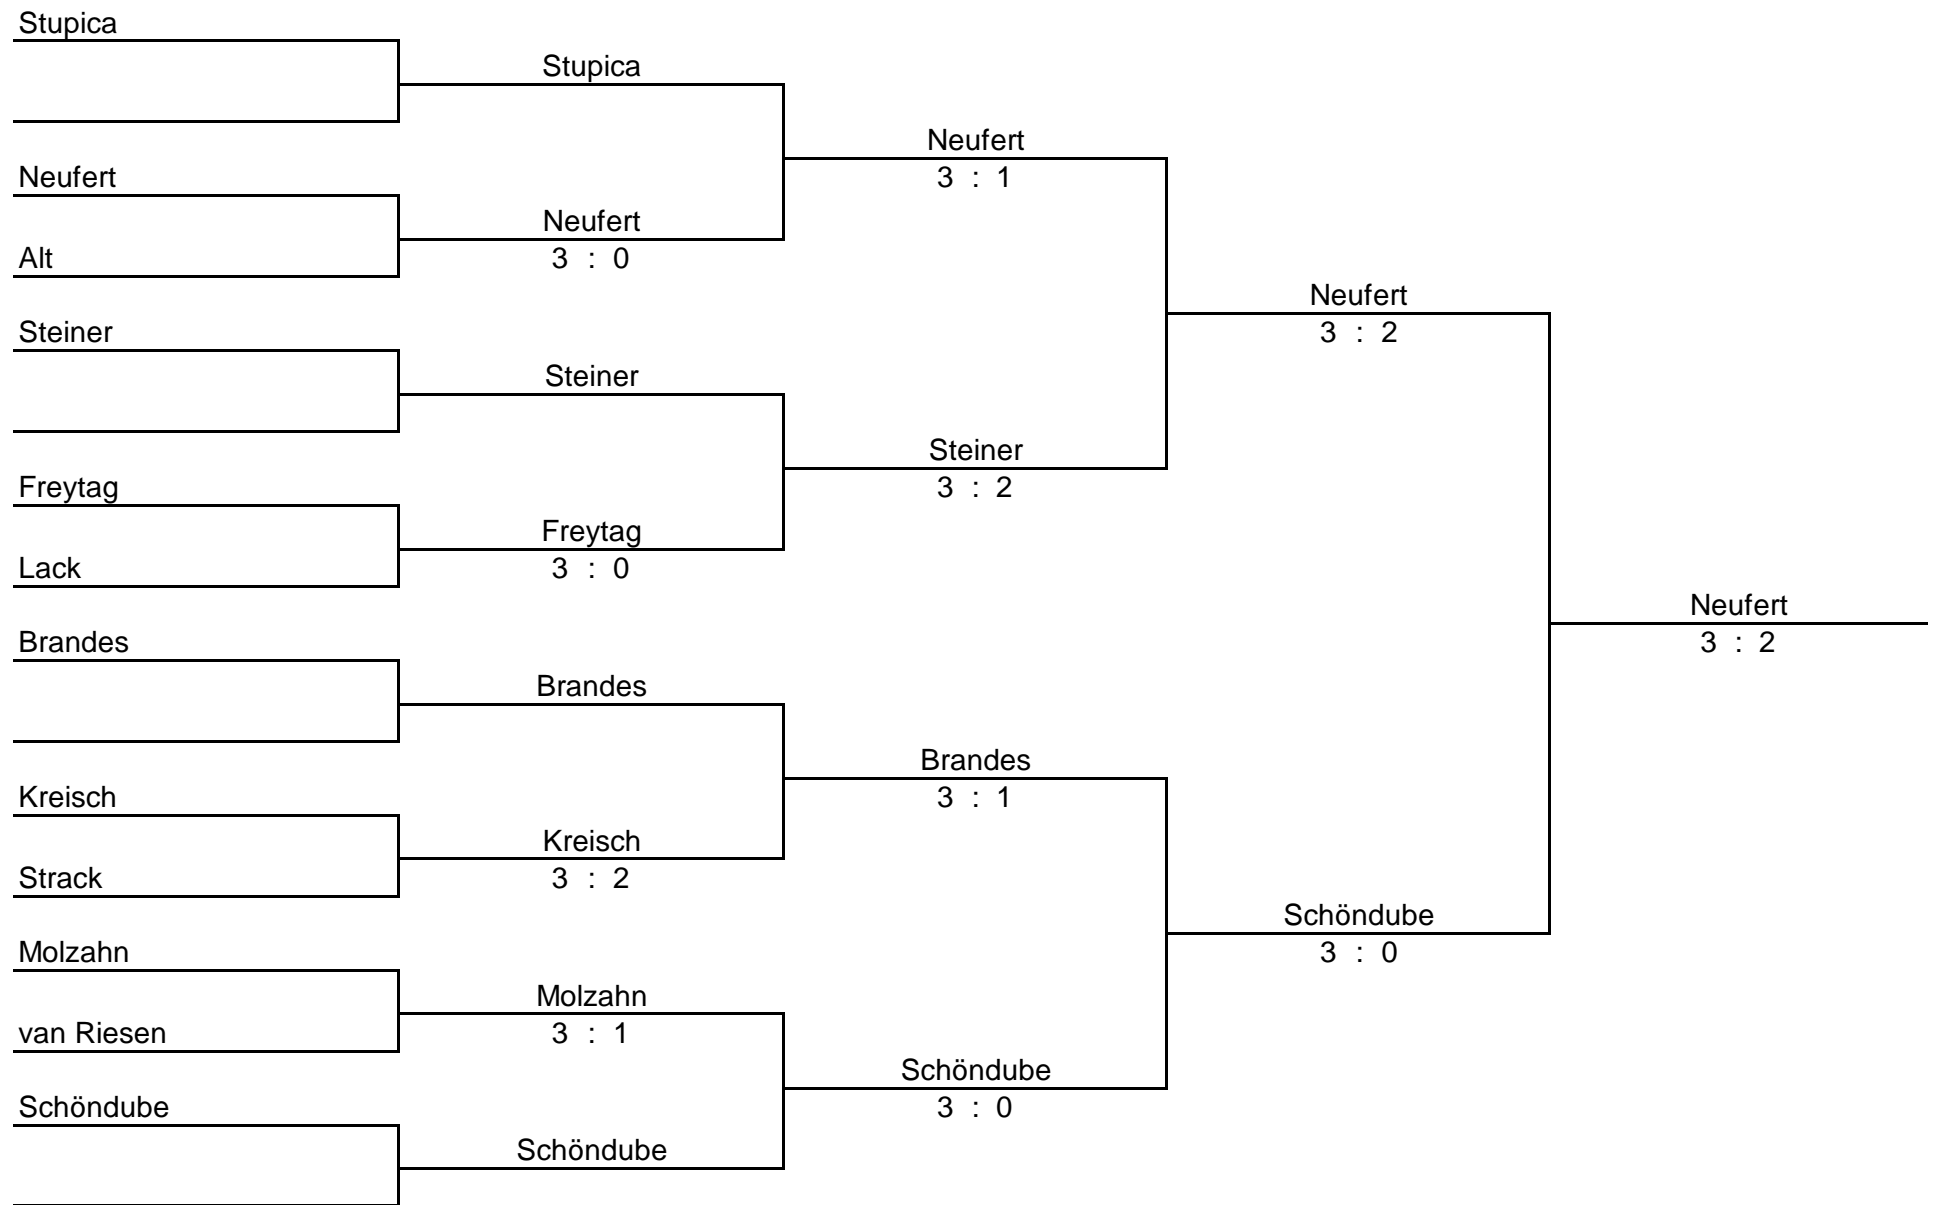 Stupica
Stupica
Neufert
3 : 1
Neufert
Neufert
3 : 0
Alt
Neufert
3 : 2
Steiner
Steiner
Steiner
3 : 2
Freytag
Freytag
3 : 0
Lack
Neufert
3 : 2
Brandes
Brandes
Brandes
3 : 1
Kreisch
Kreisch
3 : 2
Strack
Schöndube
3 : 0
Molzahn
Molzahn
3 : 1
van Riesen
Schöndube
3 : 0
Schöndube
Schöndube